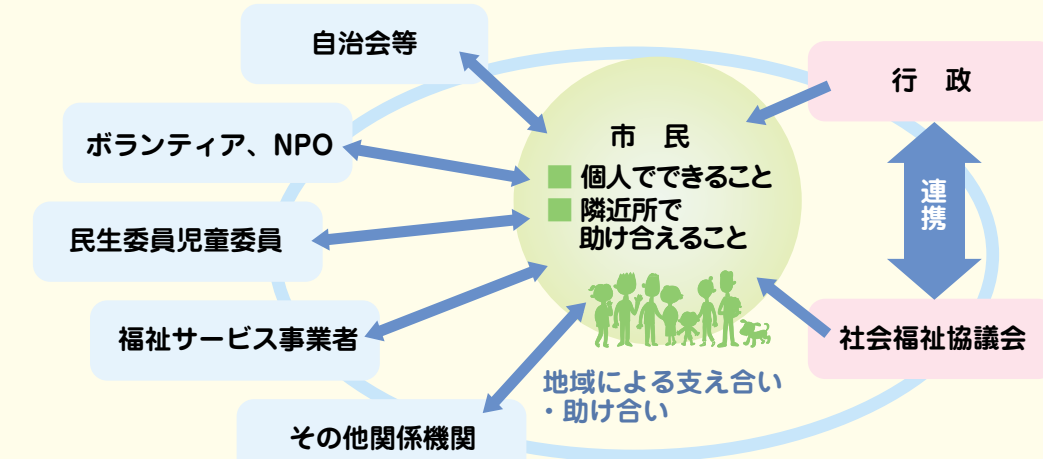 自治会等
ボランティア、NPO
民生委員児童委員
福祉サービス事業者
その他関係機関
市　民
■ 個人でできること
■ 隣近所で
助け合えること
地域による支え合い
・助け合い
行　政
連携
社会福祉協議会